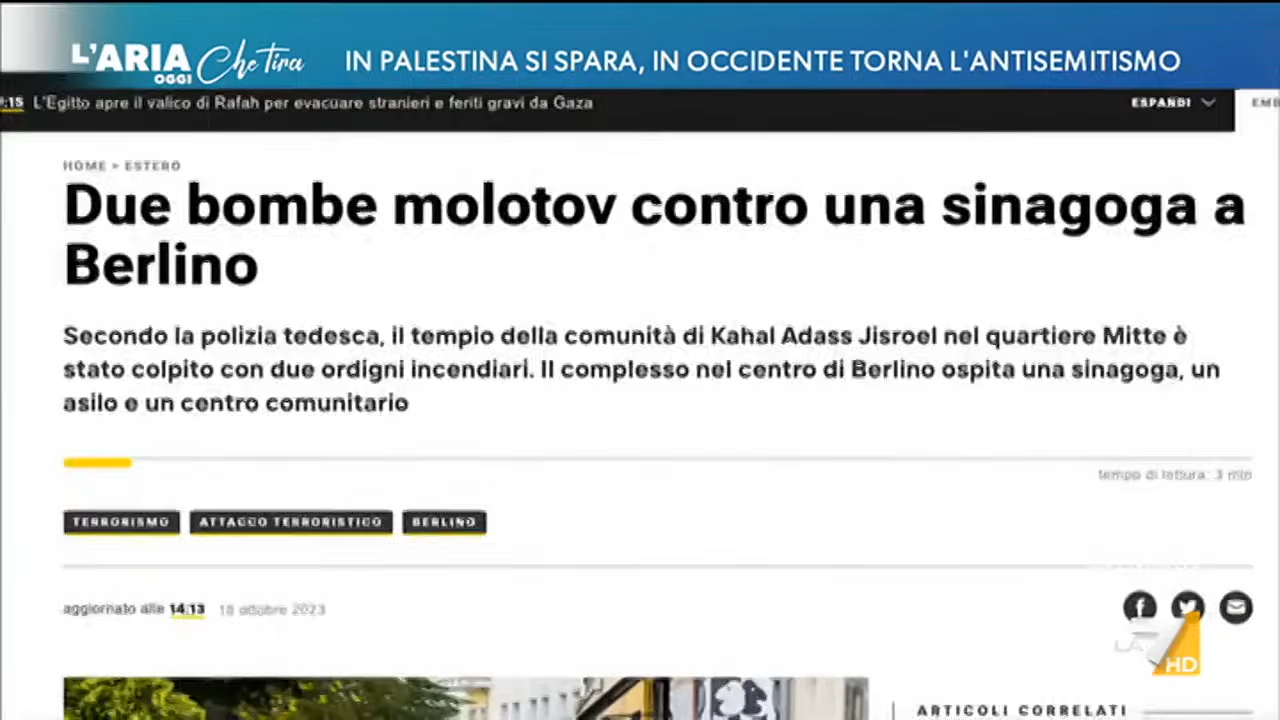 L'ARIA Che tira
OGGI
IN PALESTINA SI SPARA, IN OCCIDENTE TORNA L'ANTISEMITISMO
:15 L'Egitto apre il valico di Rafah per evacuare stranieri e feriti gravi da Gaza
ESPANDI
EMB
HOME > ESTERO
Due bombe molotov contro una sinagoga a
Berlino
Secondo la polizia tedesca, il tempio della comunità di Kahal Adass Jisroel nel quartiere Mitte è
stato colpito con due ordigni incendiari. Il complesso nel centro di Berlino ospita una sinagoga, un
asilo e un centro comunitario
tempo di lettura: 3 min
TERRORISMO ATTACCO TERRORISTICO BERLINO
aggiornato alle 14:13 18 ottobre 2023
LA7
HD
ARTICOLI CORRELATI